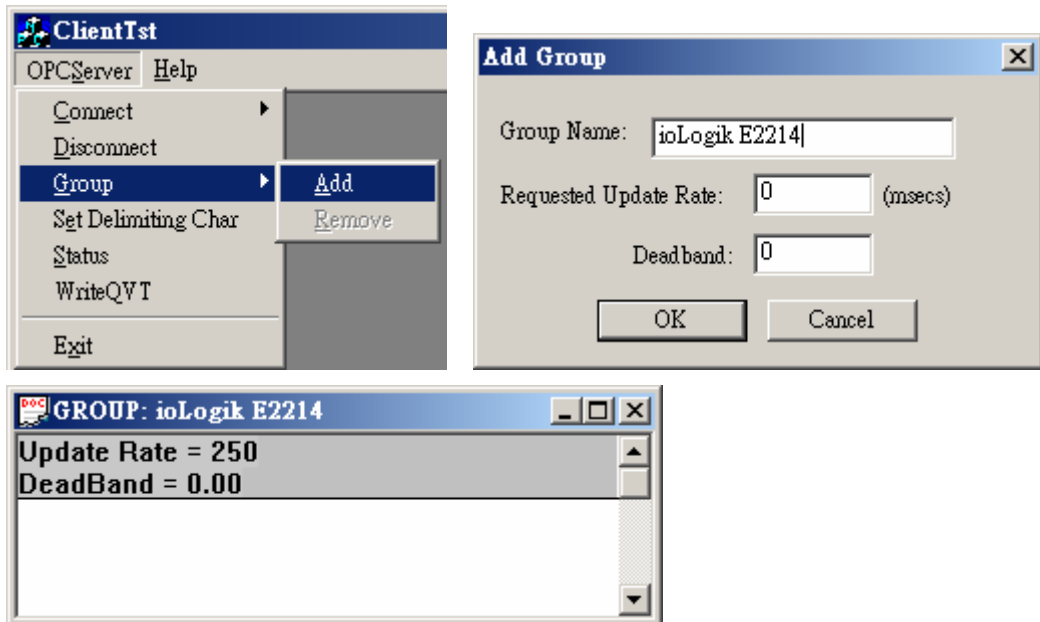 ClientTst
OPCServer Help
Connect
Disconnect
Group
Add
Set Delimiting Char
Remove
Status
WriteQVT
Exit
Add Group
Group Name: ioLogik E2214
Requested Update Rate: 0 (msecs)
Deadband: 0
OK Cancel
GROUP: ioLogik E2214
Update Rate = 250
DeadBand = 0.00